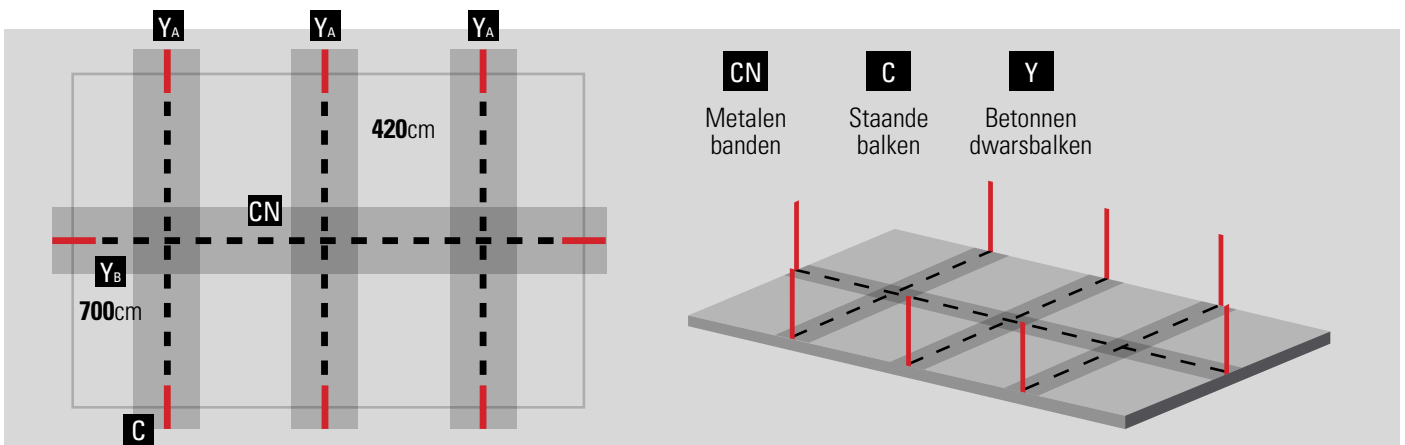 YA YA YA
420cm
CN
YB
700cm
C
CN
Metalen
banden
C
Staande
balken
Y
Betonnen
dwarsbalken